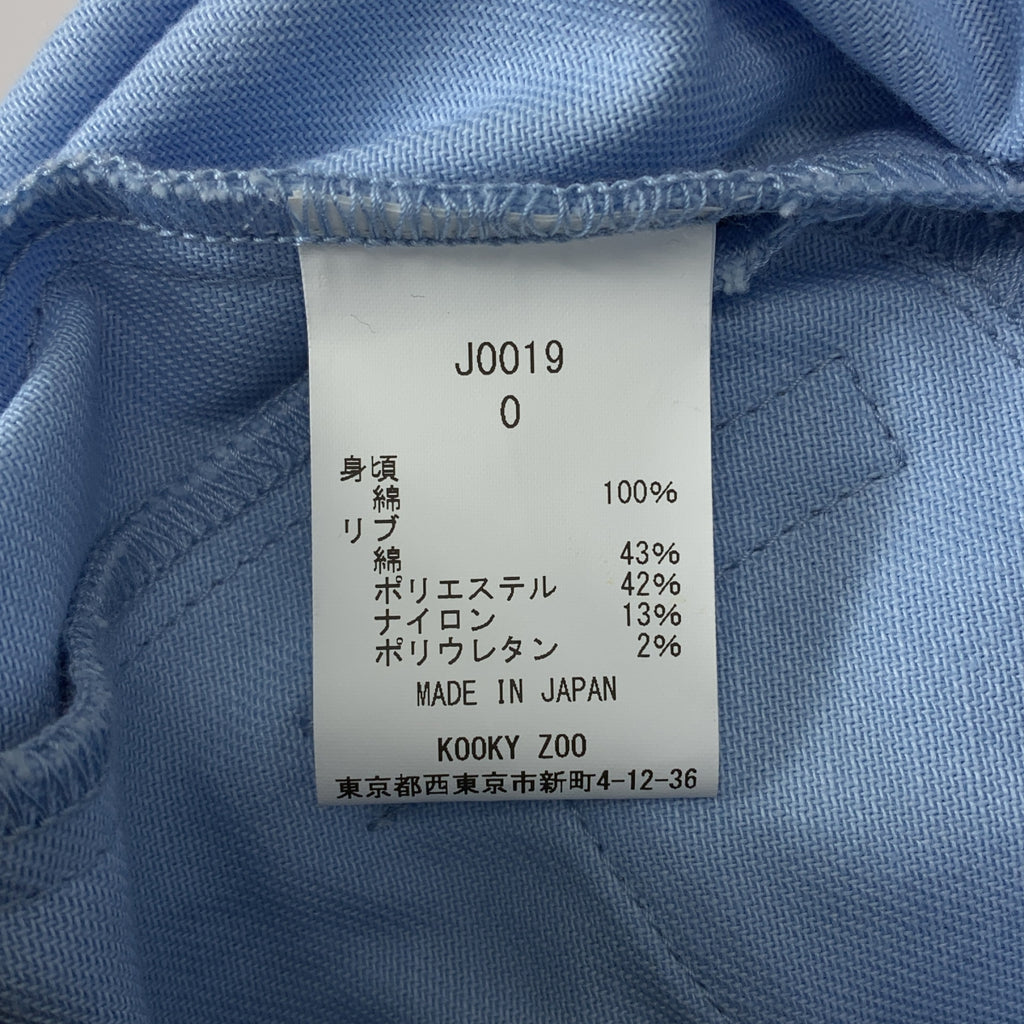 J0019
0
身頃
綿 100%
リブ
綿 43%
ポリエステル 42%
ナイロン 13%
ポリウレタン 2%
MADE IN JAPAN
KOOKY ZOO
東京都西東京市新町4-12-36